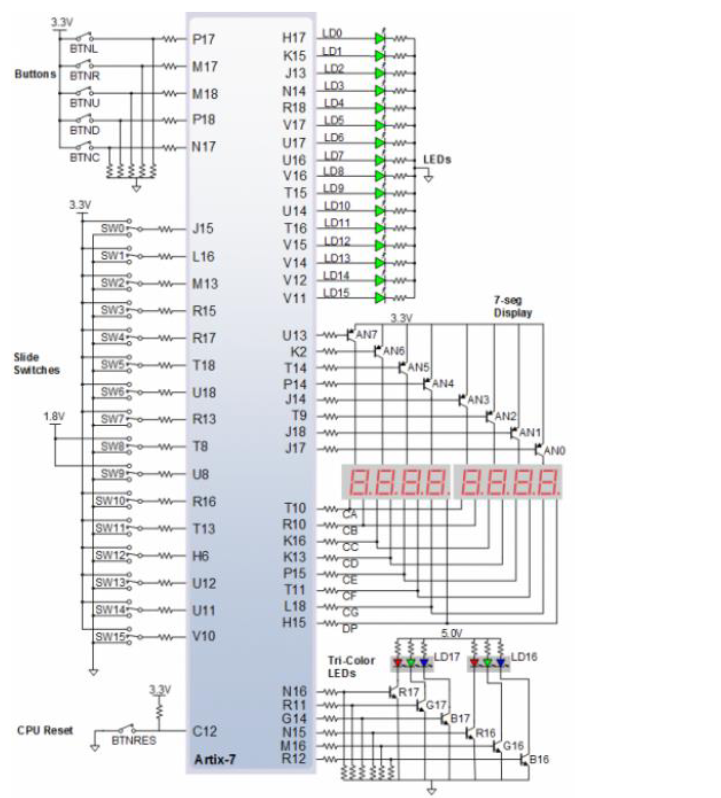 3.3V
BTNL P17
BTNR M17
Buttons
BTNU M18
BTND P18
BTNC N17
H17 LD0
K15 LD1
J13 LD2
N14 LD3
R18 LD4
V17 LD5
U17 LD6
U16 LD7
V16 LD8
T15 LD9
U14 LD10
T16 LD11
V15 LD12
V14 LD13
V12 LD14
V11 LD15
LEDs
3.3V
SW0 J15
SW1 L16
SW2 M13
SW3 R15
SW4 R17
Slide
Switches
SW5 T18
SW6 U18
1.8V
SW7 R13
SW8 T8
SW9 U8
SW10 R16
SW11 T13
SW12 H6
SW13 U12
SW14 U11
SW15 V10
7-seg
Display
3.3V
U13 AN7
K2 AN6
T14 AN5
P14 AN4
J14 AN3
T9 AN2
J18 AN1
J17 AN0
8.8.8.8. 8.8.8.8.
T10 CA
R10 CB
K16 CC
K13 CD
P15 CE
T11 CF
L18 CG
H15 DP
5.0V
Tri-Color
LEDs
LD17 LD16
N16 R17
R11 G17
G14 B17
N15 R16
M16 G16
R12 B16
3.3V
CPU Reset
BTNRES C12
Artix-7